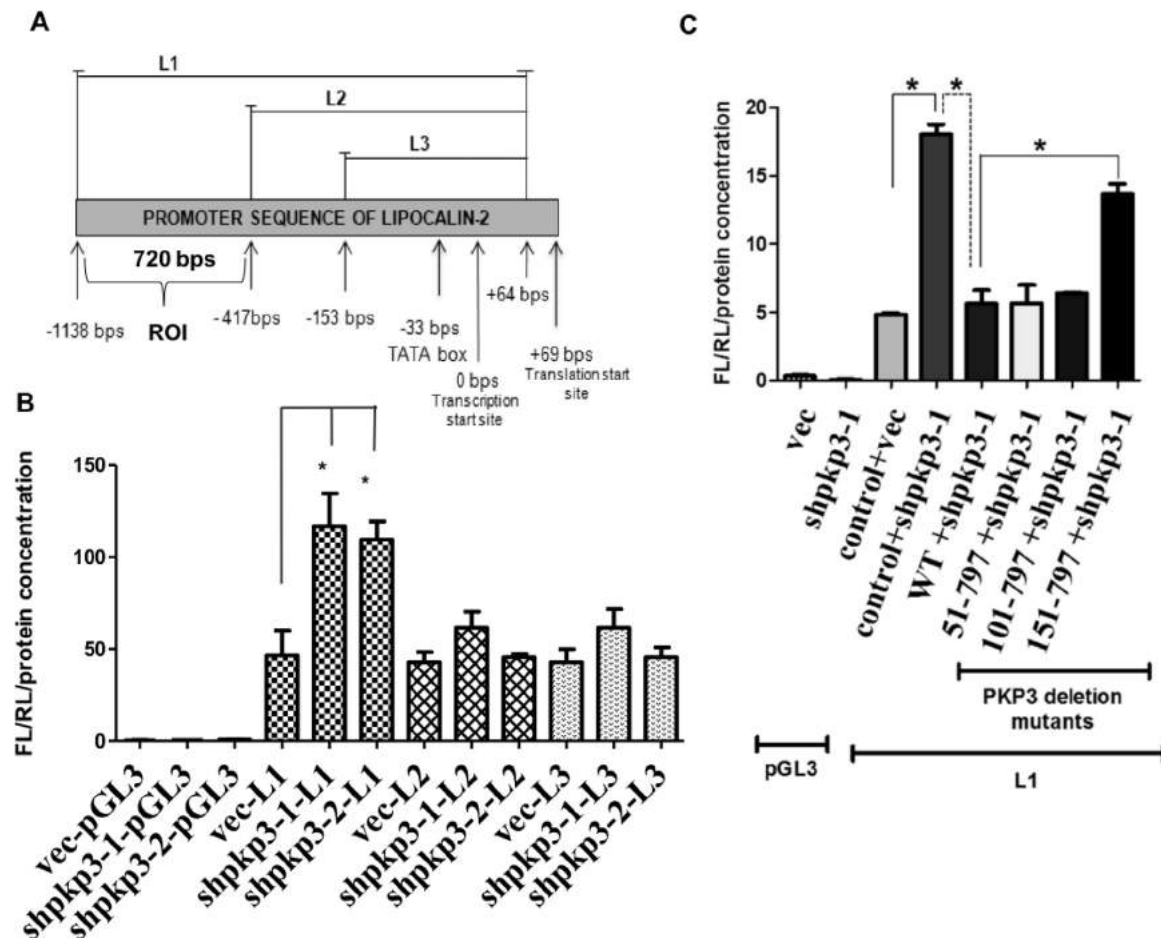 A
L1
L2
L3
PROMOTER SEQUENCE OF LIPOCALIN-2
720 bps
ROI
-1138 bps
-417bps
-153 bps
-33 bps
TATA box
0 bps
Transcription
start site
+64 bps
+69 bps
Translation start
site
B
FL/RL/protein concentration
150
100
50
0
*
*
vec-pGL3
shpkp3-1-pGL3
shpkp3-2-pGL3
vec-L1
shpkp3-1-L1
shpkp3-2-L1
vec-L2
shpkp3-1-L2
shpkp3-2-L2
vec-L3
shpkp3-1-L3
shpkp3-2-L3
C
FL/RL/protein concentration
20
15
10
5
0
*
*
*
vec
shpkp3-1
control+vec
control+shpkp3-1
WT +shpkp3-1
51-797 +shpkp3-1
101-797 +shpkp3-1
151-797 +shpkp3-1
PKP3 deletion
mutants
pGL3
L1